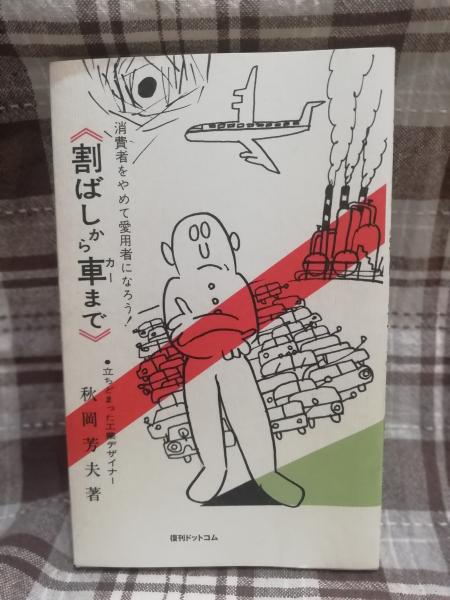 消費者をやめて愛用者になろう!
《割ばしから車まで》
カー
●立ちどまった工業デザイナー
秋岡芳夫著
復刊ドットコム